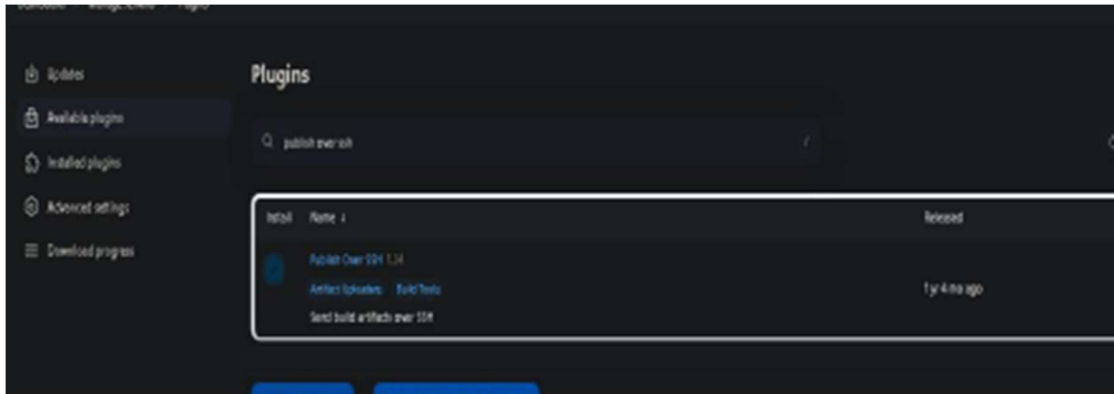 Updates
Available plugins
Installed plugins
Advanced settings
Download progress
Plugins
publish over ssh
/
Install Name ↓ Released
Publish Over SSH 1.24
Artifact Uploaders Build Tools
Send build artifacts over SSH
1 yr 4 mo ago